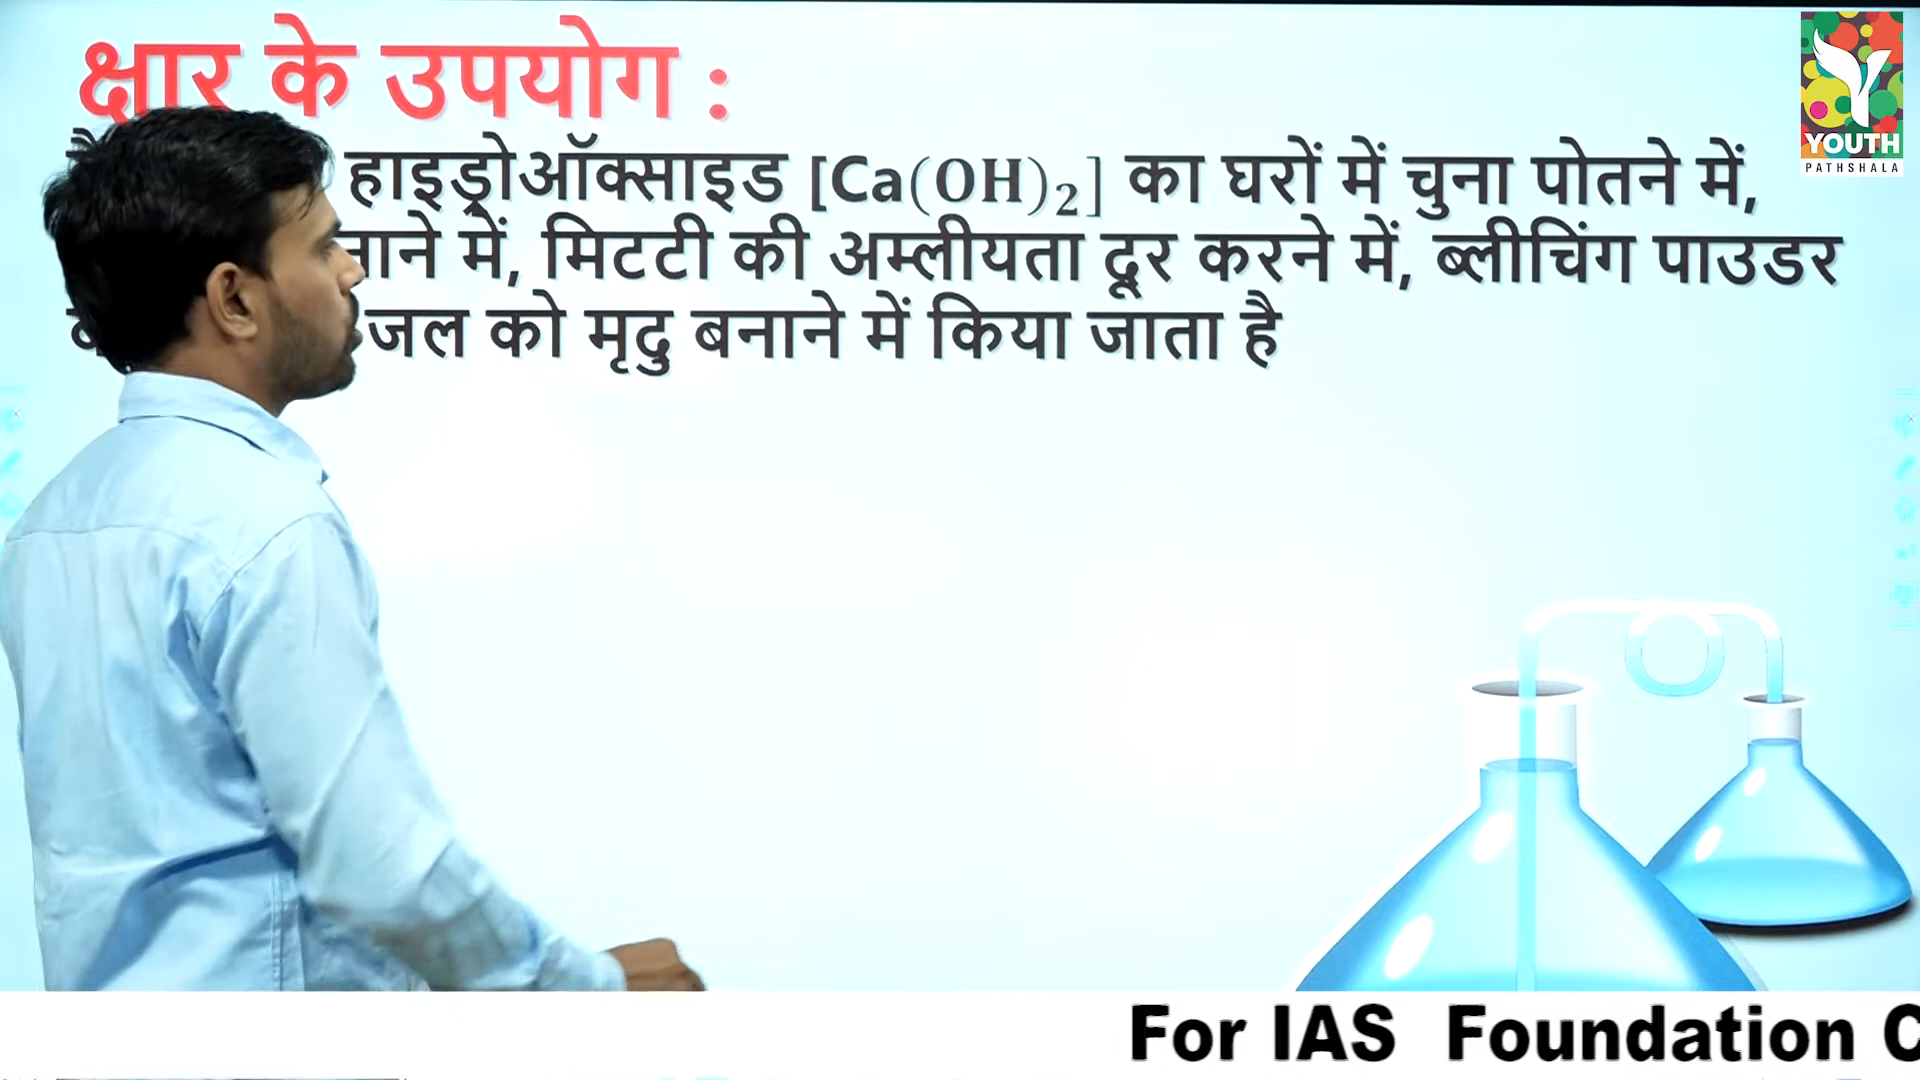 क्षार के उपयोग :
हाइड्रोऑक्साइड [Ca(OH)₂] का घरों में चुना पोतने में,
में, मिटटी की अम्लीयता दूर करने में, ब्लीचिंग पाउडर
जल को मृदु बनाने में किया जाता है
YOUTH
PATHSHALA
For IAS Foundation